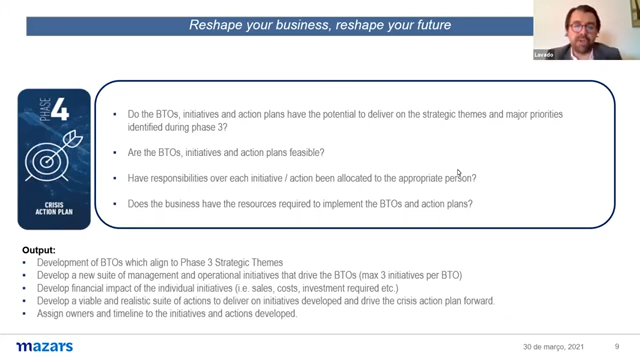 Reshape your business, reshape your future
Lavado
PHASE
4
CRISIS
ACTION PLAN
• Do the BTOs, initiatives and action plans have the potential to deliver on the strategic themes and major priorities
identified during phase 3?
• Are the BTOs, initiatives and action plans feasible?
• Have responsibilities over each initiative / action been allocated to the appropriate person?
• Does the business have the resources required to implement the BTOs and action plans?
Output:
• Development of BTOs which align to Phase 3 Strategic Themes
• Develop a new suite of management and operational initiatives that drive the BTOs (max 3 initiatives per BTO)
• Develop financial impact of the individual initiatives (i.e. sales, costs, investment required etc.)
• Develop a viable and realistic suite of actions to deliver on initiatives developed and drive the crisis action plan forward.
• Assign owners and timeline to the initiatives and actions developed.
mazars
30 de março, 2021
9